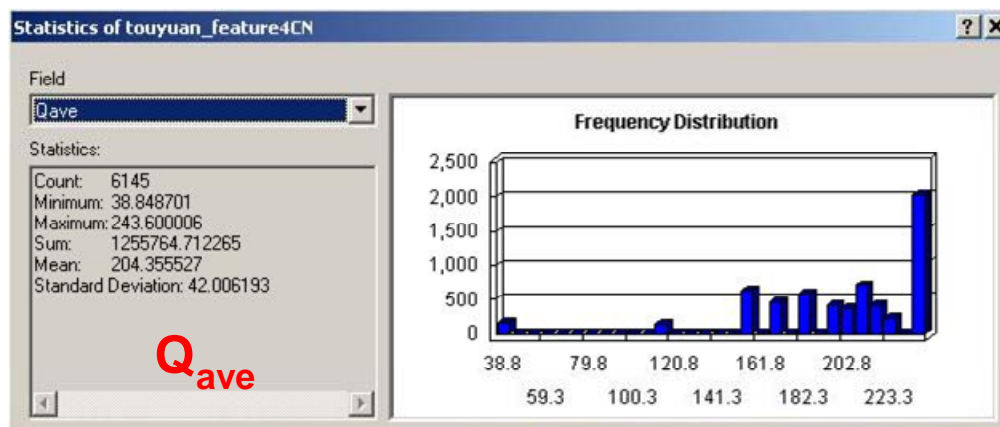 Statistics of touyuan_feature4CN
Field
Qave
Statistics:
Count: 6145
Minimum: 38.848701
Maximum: 243.600006
Sum: 1255764.712265
Mean: 204.355527
Standard Deviation: 42.006193
Qave
Frequency Distribution
2,500
2,000
1,500
1,000
500
0
38.8 79.8 120.8 161.8 202.8
59.3 100.3 141.3 182.3 223.3